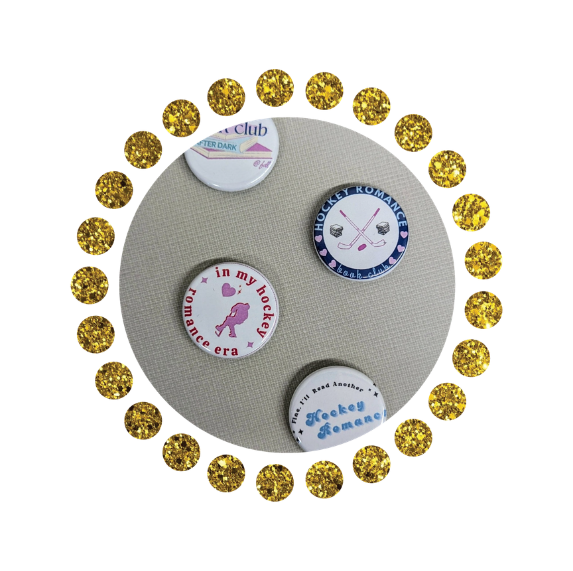 club
AFTER DARK
HOCKEY ROMANCE
book club
in my hockey
romance era
Fine, I'll Read Another
Hockey
Romance